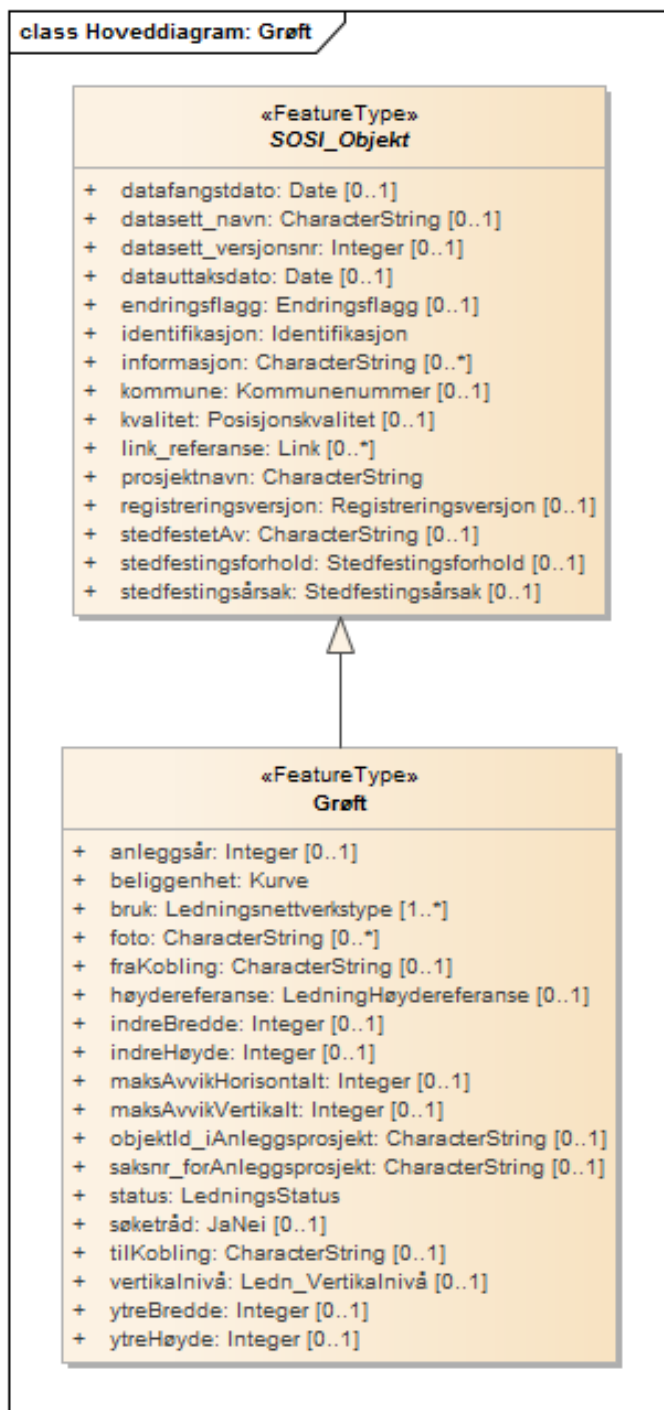 class Hoveddiagram: Grøft
«FeatureType»
SOSI_Objekt
+ datafangstdato: Date [0..1]
+ datasett_navn: CharacterString [0..1]
+ datasett_versjonsnr: Integer [0..1]
+ datauttaksdato: Date [0..1]
+ endringsflagg: Endringsflagg [0..1]
+ identifikasjon: Identifikasjon
+ informasjon: CharacterString [0..*]
+ kommune: Kommunenummer [0..1]
+ kvalitet: Posisjonskvalitet [0..1]
+ link_referanse: Link [0..*]
+ prosjektnavn: CharacterString
+ registreringsversjon: Registreringsversjon [0..1]
+ stedfestetAv: CharacterString [0..1]
+ stedfestingsforhold: Stedfestingsforhold [0..1]
+ stedfestingsårsak: Stedfestingsårsak [0..1]
«FeatureType»
Grøft
+ anleggsår: Integer [0..1]
+ beliggenhet: Kurve
+ bruk: Ledningsnettverkstype [1..*]
+ foto: CharacterString [0..*]
+ fraKobling: CharacterString [0..1]
+ høydereferanse: LedningHøydereferanse [0..1]
+ indreBredde: Integer [0..1]
+ indreHøyde: Integer [0..1]
+ maksAvvikHorisontalt: Integer [0..1]
+ maksAvvikVertikalt: Integer [0..1]
+ objektId_iAnleggsprosjekt: CharacterString [0..1]
+ saksnr_forAnleggsprosjekt: CharacterString [0..1]
+ status: LedningsStatus
+ søketråd: JaNei [0..1]
+ tilKobling: CharacterString [0..1]
+ vertikalnivå: Ledn_Vertikalnivå [0..1]
+ ytreBredde: Integer [0..1]
+ ytreHøyde: Integer [0..1]